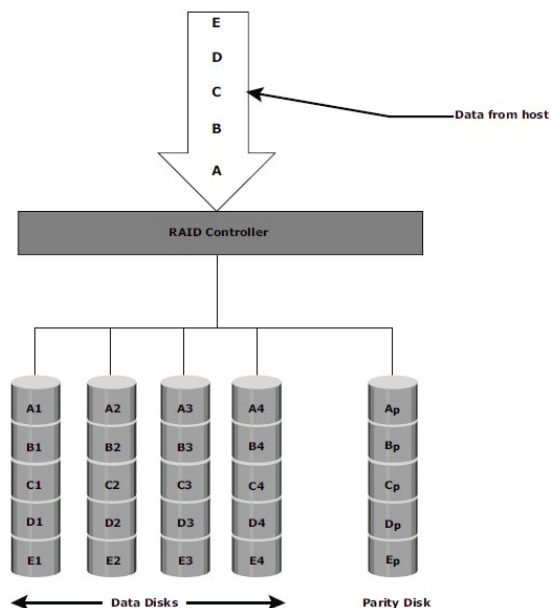 E
D
C
B
A
Data from host
RAID Controller
A1 A2 A3 A4 Ap
B1 B2 B3 B4 Bp
C1 C2 C3 C4 Cp
D1 D2 D3 D4 Dp
E1 E2 E3 E4 Ep
Data Disks Parity Disk